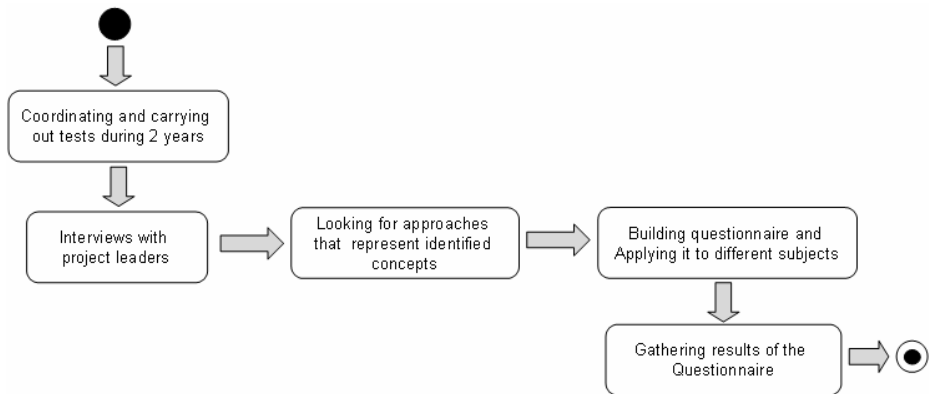 Coordinating and carrying
out tests during 2 years
Interviews with
project leaders
Looking for approaches
that represent identified
concepts
Building questionnaire and
Applying it to different subjects
Gathering results of the
Questionnaire